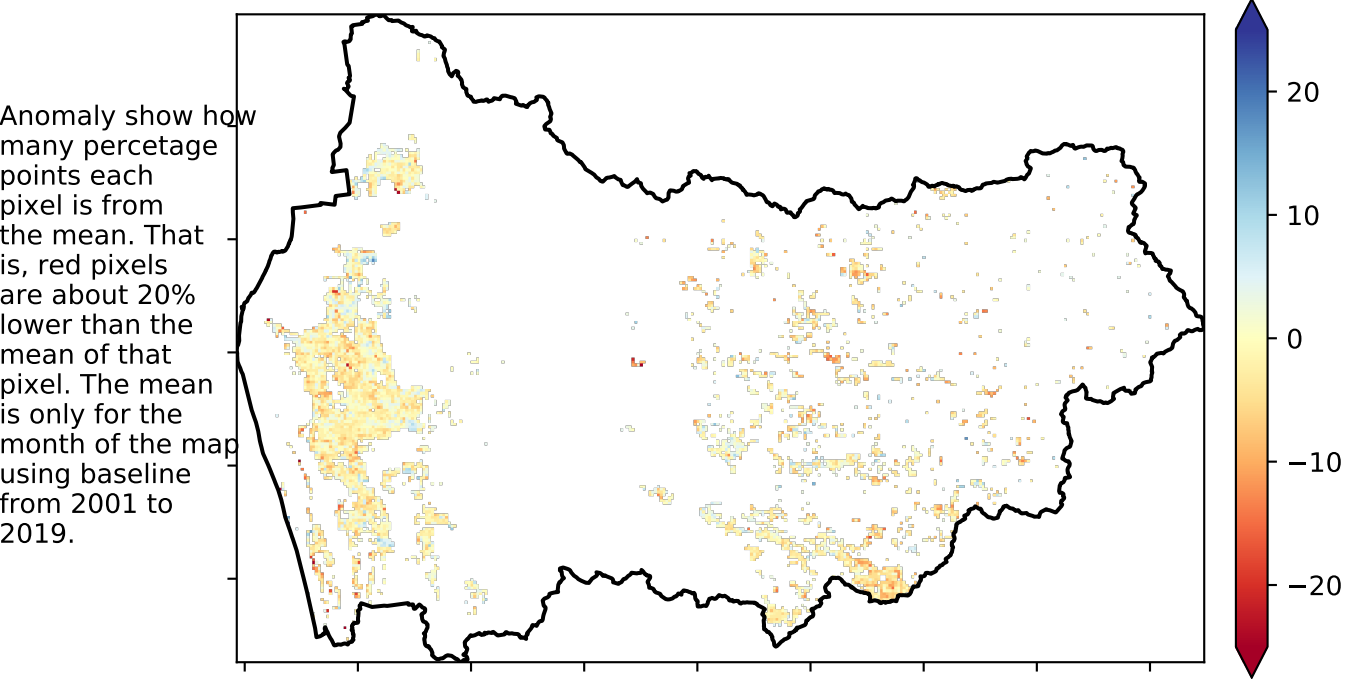 Anomaly show how
many percetage
points each
pixel is from
the mean. That
is, red pixels
are about 20%
lower than the
mean of that
pixel. The mean
is only for the
month of the map
using baseline
from 2001 to
2019.
20
10
0
−10
−20